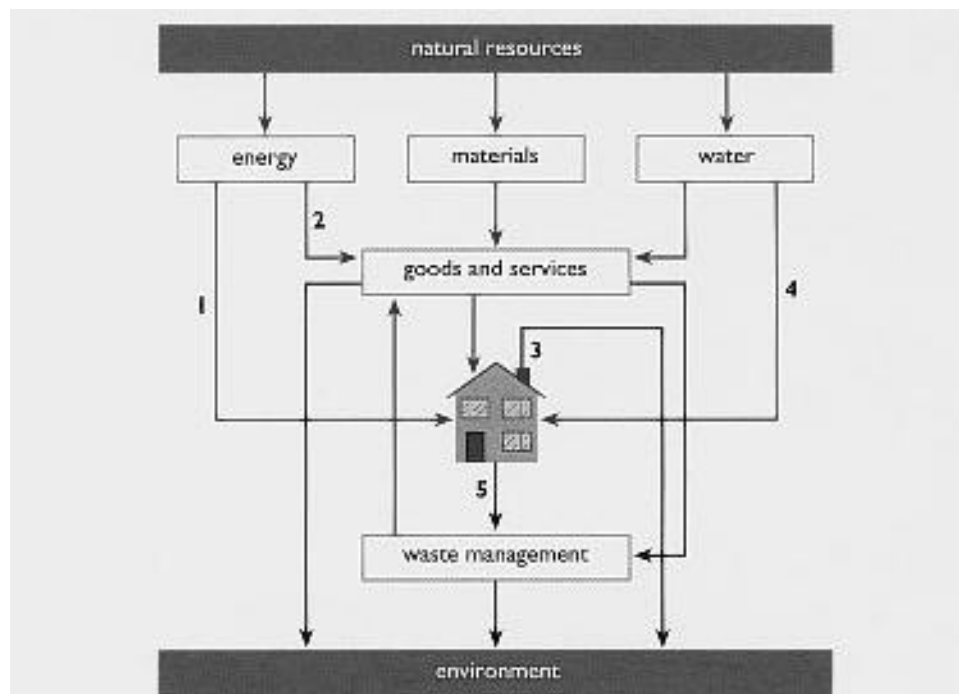 natural resources
energy
materials
water
2
goods and services
1
4
3
5
waste management
environment